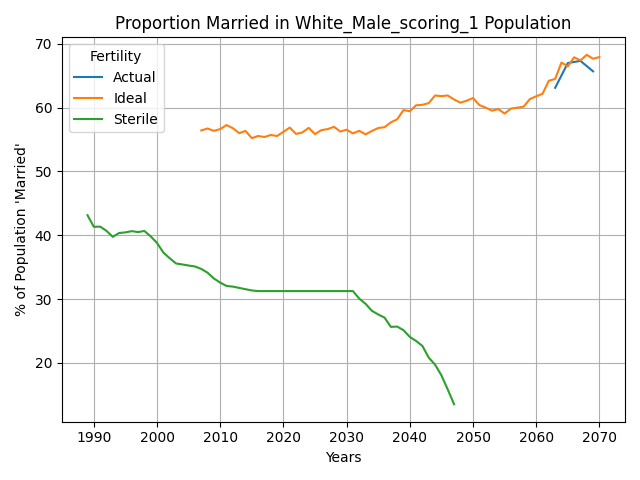 Proportion Married in White_Male_scoring_1 Population
Fertility
Actual
Ideal
Sterile
% of Population 'Married'
70
60
50
40
30
20
1990 2000 2010 2020 2030 2040 2050 2060 2070
Years